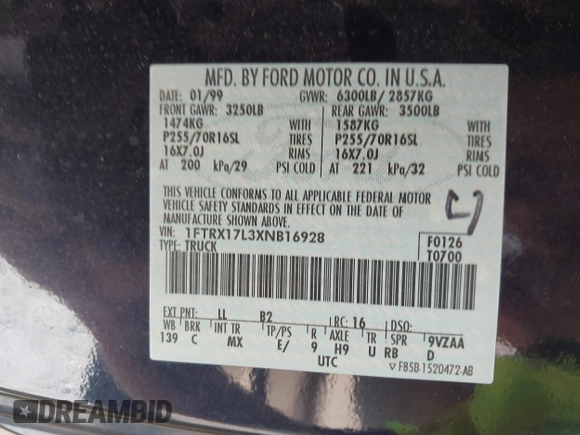 MFD. BY FORD MOTOR CO. IN U.S.A.
DATE: 01/99 GVWR: 6300LB/ 2857KG
FRONT GAWR: 3250LB REAR GAWR: 3500LB
1474KG WITH 1587KG WITH
P255/70R16SL TIRES P255/70R16SL TIRES
16X7.0J RIMS 16X7.0J RIMS
AT 200 kPa/29 PSI COLD AT 221 kPa/32 PSI COLD
THIS VEHICLE CONFORMS TO ALL APPLICABLE FEDERAL MOTOR
VEHICLE SAFETY STANDARDS IN EFFECT ON THE DATE OF MANUFACTURE
SHOWN ABOVE.
VIN: 1FTRX17L3XNB16928 F0126
TYPE: TRUCK T0700
EXT PNT: LL B2 RC: 16 DSO:
WB BRK INT TR TP/PS R AXLE TR SPR 9VZAA
139 C MX E/ 9 H9 U RB D
UTC
F85B-1520472-AB
DREAMBID